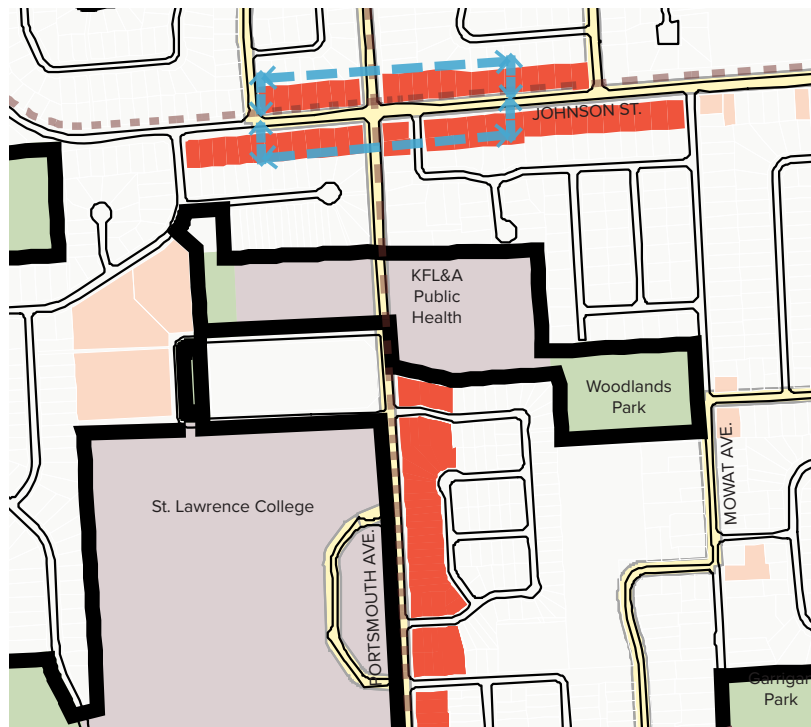 JOHNSON ST.
KFL&A
Public
Health
Woodlands
Park
MOWAT AVE.
St. Lawrence College
PORTSMOUTH AVE.
Park